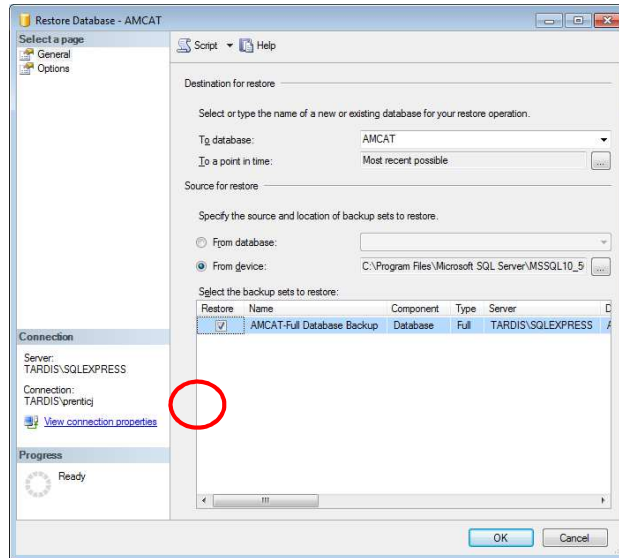 Restore Database - AMCAT
Select a page
General
Options
Script Help
Destination for restore
Select or type the name of a new or existing database for your restore operation.
To database: AMCAT
To a point in time: Most recent possible ...
Source for restore
Specify the source and location of backup sets to restore.
From database:
From device: C:\Program Files\Microsoft SQL Server\MSSQL10_5 ...
Select the backup sets to restore:
Restore Name Component Type Server
AMCAT-Full Database Backup Database Full TARDIS\SQLEXPRESS
Connection
Server:
TARDIS\SQLEXPRESS
Connection:
TARDIS\prenticj
View connection properties
Progress
Ready
OK Cancel